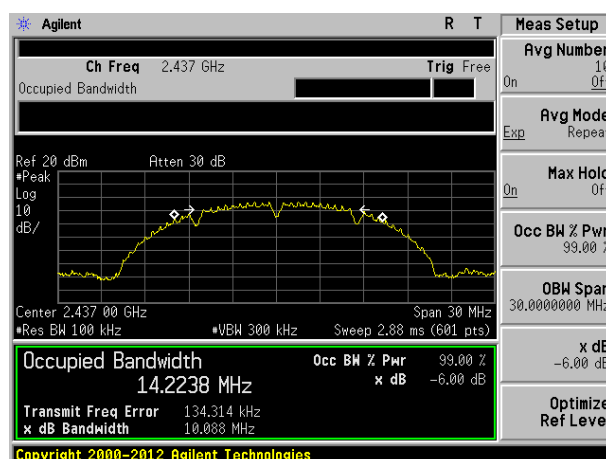 Agilent R T
Meas Setup
Ch Freq 2.437 GHz Trig Free
Occupied Bandwidth
Avg Number
10
On Of
Avg Mode
Exp Repea
Max Hold
On Of
Occ BW % Pwr
99.00 %
OBW Span
30.0000000 MHz
x dB
-6.00 dB
Optimize
Ref Level
Ref 20 dBm Atten 30 dB
#Peak
Log
10
dB/
Center 2.437 00 GHz Span 30 MHz
#Res BW 100 kHz #VBW 300 kHz Sweep 2.88 ms (601 pts)
Occupied Bandwidth Occ BW % Pwr 99.00 %
14.2238 MHz x dB -6.00 dB
Transmit Freq Error 134.314 kHz
x dB Bandwidth 10.088 MHz
Copyright 2000-2012 Agilent Technologies